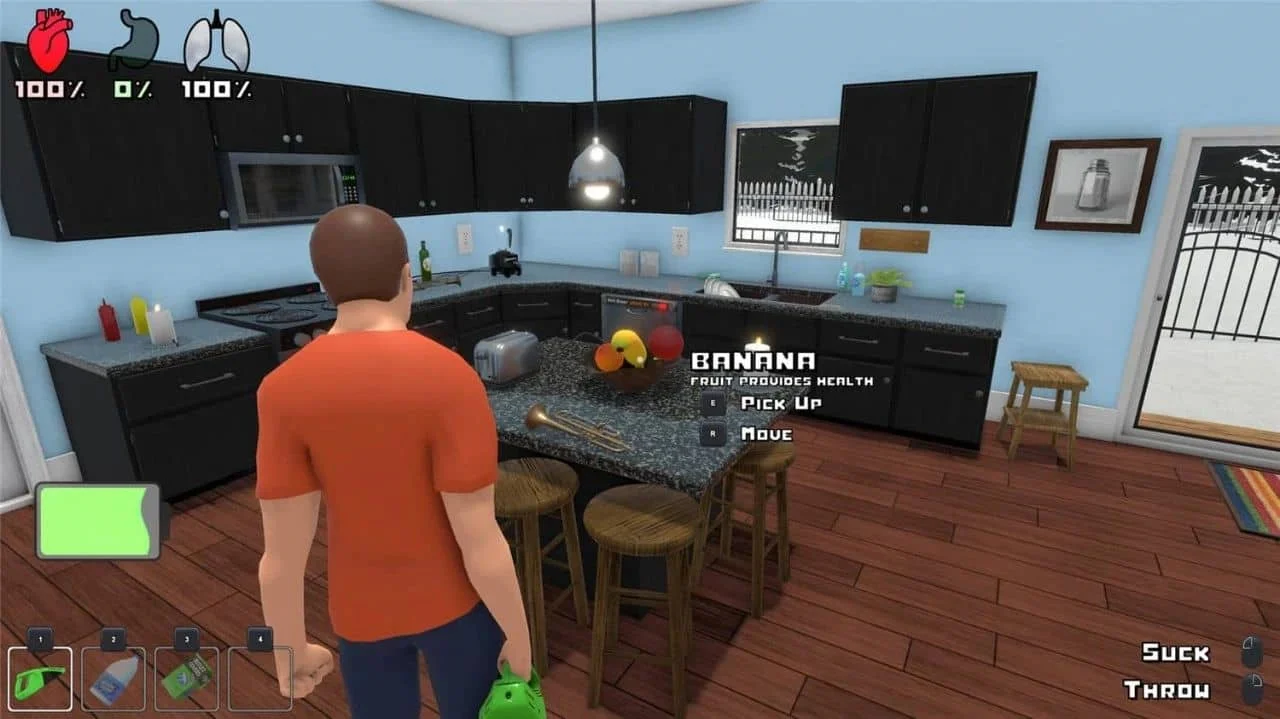 100% 0% 100%
BANANA
FRUIT PROVIDES HEALTH
E PICK UP
R MOVE
1 2 3 4
SUCK
THROW